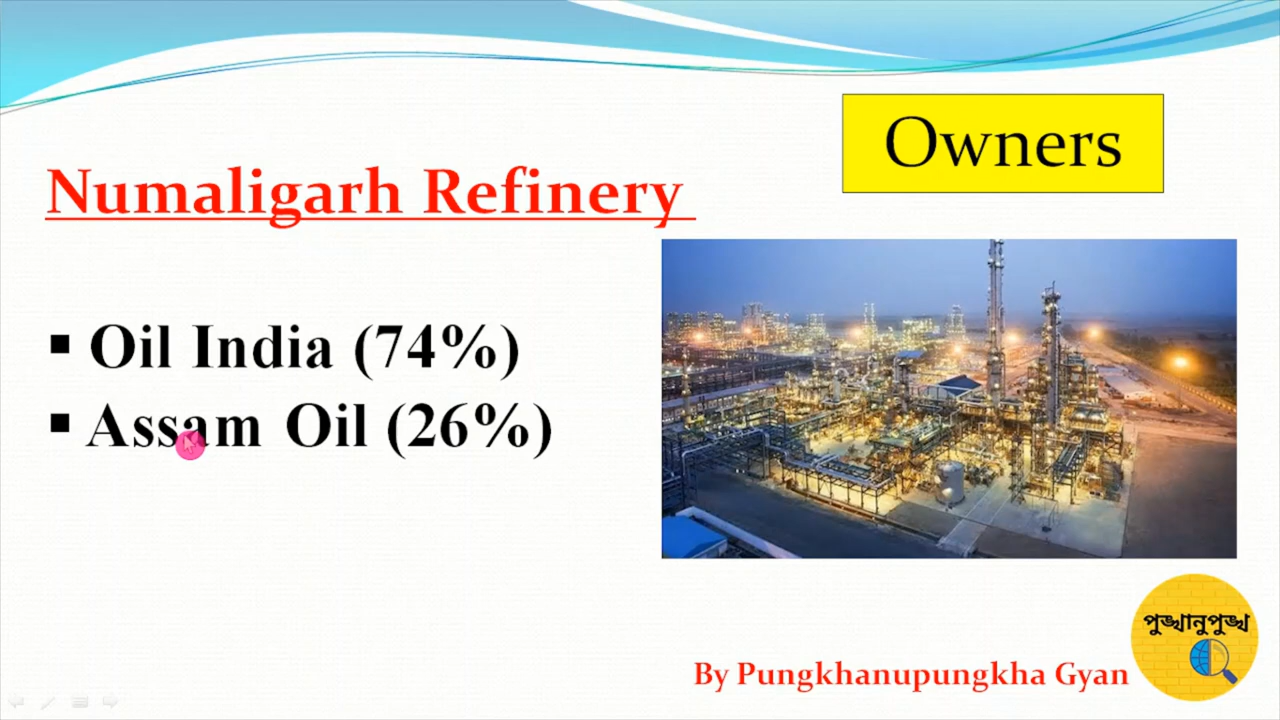 Owners
Numaligarh Refinery
▪ Oil India (74%)
▪ Assam Oil (26%)
By Pungkhanupungkha Gyan
পুঙ্খানুপুঙ্খ